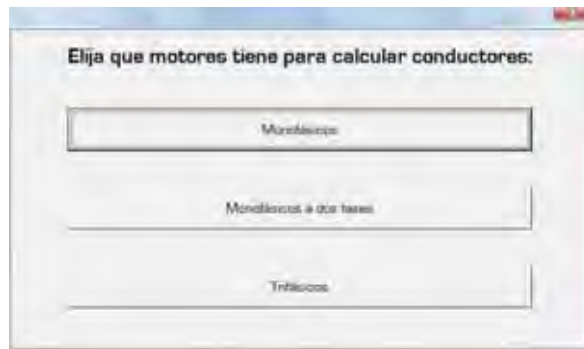 Elija que motores tiene para calcular conductores:
Monofásicos
Monofásicos a dos fases
Trifásicos